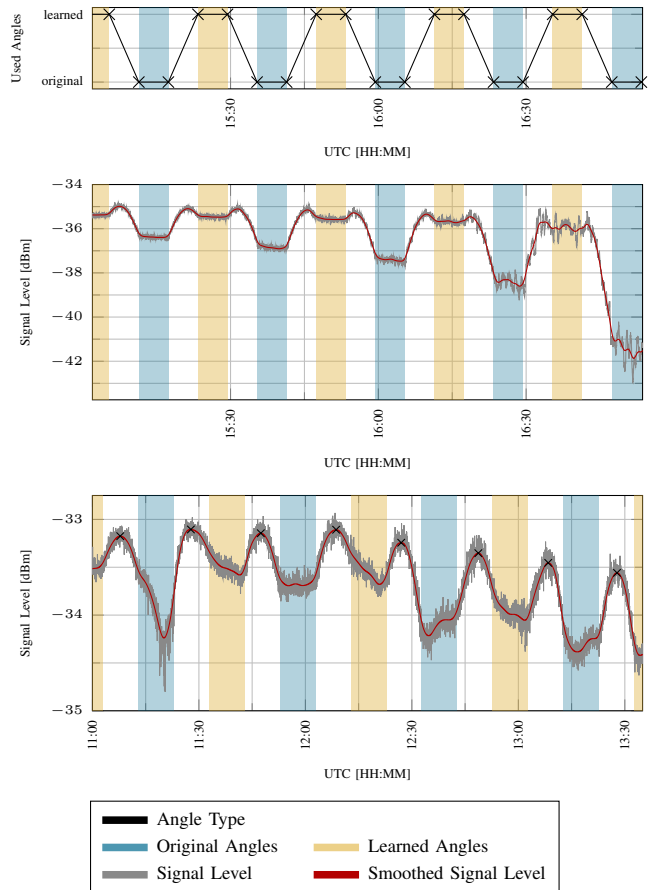 learned
original
Used Angles
15:30
16:00
16:30
UTC [HH:MM]
−34
−36
−38
−40
−42
Signal Level [dBm]
15:30
16:00
16:30
UTC [HH:MM]
−33
−34
−35
Signal Level [dBm]
11:00
11:30
12:00
12:30
13:00
13:30
UTC [HH:MM]
Angle Type
Original Angles
Learned Angles
Signal Level
Smoothed Signal Level